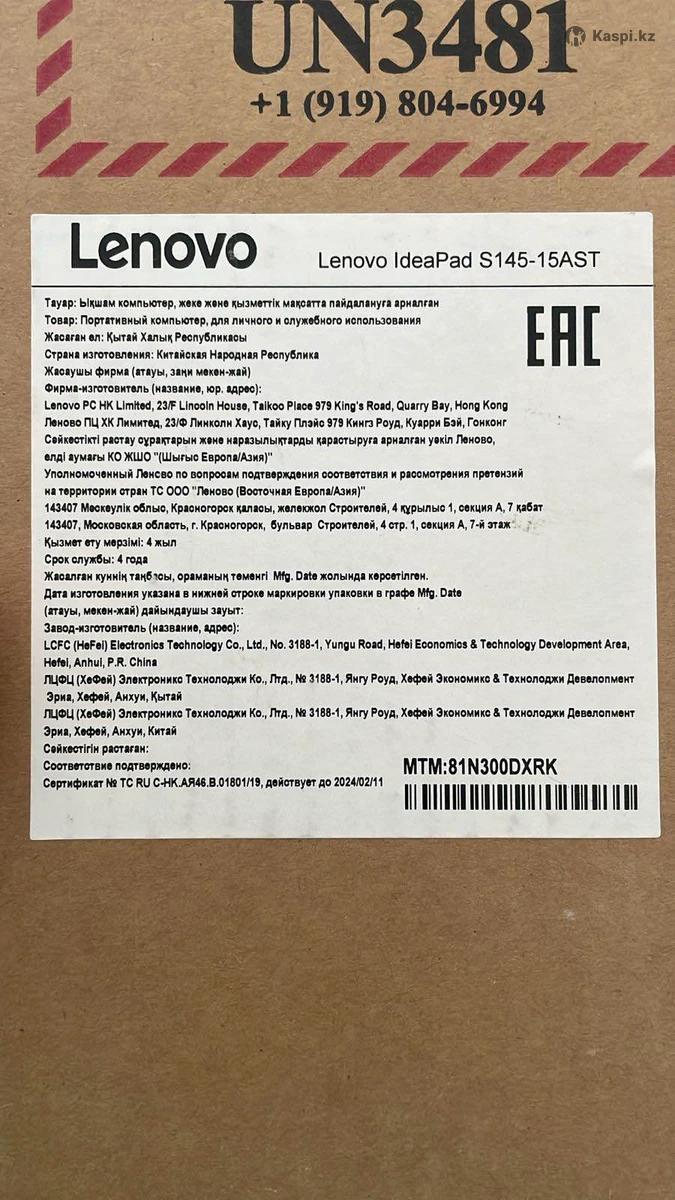 UN3481
Kaspi.kz
+1 (919) 804-6994
Lenovo
Lenovo IdeaPad S145-15AST
Тауар: Ықшам компьютер, жеке және қызметтік мақсатта пайдалануға арналған
Товар: Портативный компьютер, для личного и служебного использования
Жасаған ел: Қытай Халық Республикасы
Страна изготовления: Китайская Народная Республика
Жасаушы фирма (атауы, заңи мекен-жай)
Фирма-изготовитель (название, юр. адрес):
Lenovo PC HK Limited, 23/F Lincoln House, Taikoo Place 979 King's Road, Quarry Bay, Hong Kong
Леново ПЦ ХК Лимитед, 23/Ф Линколн Хаус, Тайку Плэйс 979 Кингз Роуд, Куарри Бэй, Гонконг
Сәйкестікті растау сұрақтарын және наразылықтарды қарастыруға арналған уәкіл Леново,
елді аумағы КО ЖШО "(Шығыс Европа/Азия)"
Уполномоченный Леново по вопросам подтверждения соответствия и рассмотрения претензий
на территории стран ТС ООО "Леново (Восточная Европа/Азия)"
143407 Мәскеулік облыс, Красногорск қаласы, желекжол Строителей, 4 құрылыс 1, секция А, 7 қабат
143407, Московская область, г. Красногорск, бульвар Строителей, 4 стр. 1, секция А, 7-й этаж
Қызмет ету мерзімі: 4 жыл
Срок службы: 4 года
Жасалған күннің таңбасы, ораманың төменгі Mfg. Date жолында көрсетілген.
Дата изготовления указана в нижней строке маркировки упаковки в графе Mfg. Date
(атауы, мекен-жай) дайындаушы зауыт:
Завод-изготовитель (название, адрес):
LCFC (HeFei) Electronics Technology Co., Ltd., No. 3188-1, Yungu Road, Hefei Economics & Technology Development Area,
Hefei, Anhui, P.R. China
ЛЦФЦ (ХеФей) Электроникс Технолоджи Ко., Лтд., № 3188-1, Янгу Роуд, Хефей Экономикс & Технолоджи Девелопмент
Эриа, Хефей, Анхуи, Қытай
ЛЦФЦ (ХеФей) Электроникс Технолоджи Ко., Лтд., № 3188-1, Янгу Роуд, Хефей Экономикс & Технолоджи Девелопмент
Эриа, Хефей, Анхуи, Китай
Сәйкестігін растаған:
Соответствие подтверждено:
Сертификат № ТС RU C-HK.АЯ46.В.01801/19, действует до 2024/02/11
EAC
MTM:81N300DXRK